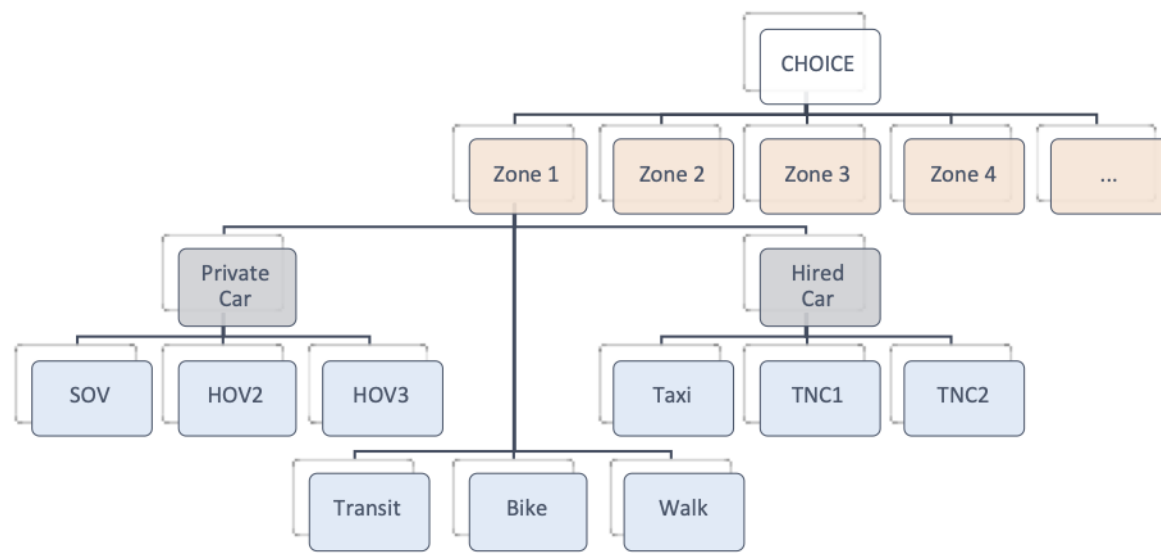 CHOICE
Zone 1
Zone 2
Zone 3
Zone 4
...
Private
Car
Hired
Car
SOV
HOV2
HOV3
Taxi
TNC1
TNC2
Transit
Bike
Walk